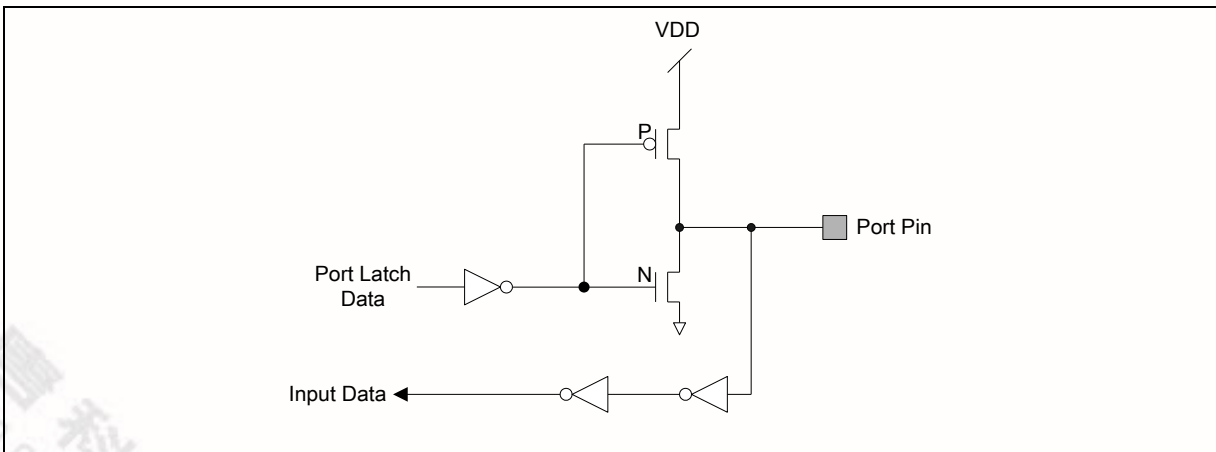 VDD
P
Port Pin
N
Port Latch
Data
Input Data